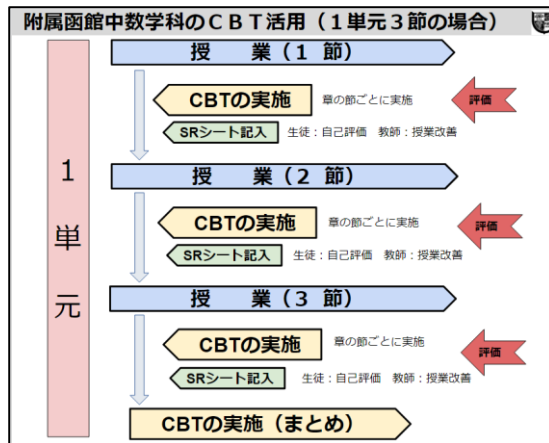 附属函館中数学科のCBT活用（1単元3節の場合）
授　業（1 節）
CBTの実施　章の節ごとに実施　評価
SRシート記入　生徒：自己評価　教師：授業改善
1単元
授　業（2 節）
CBTの実施　章の節ごとに実施　評価
SRシート記入　生徒：自己評価　教師：授業改善
授　業（3 節）
CBTの実施　章の節ごとに実施　評価
SRシート記入　生徒：自己評価　教師：授業改善
CBTの実施（まとめ）